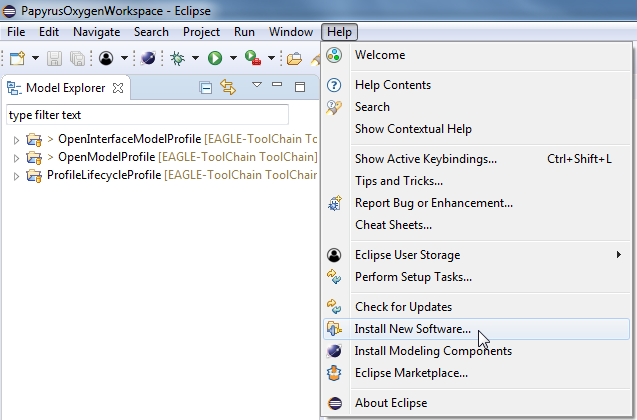 PapyrusOxygenWorkspace - Eclipse
File Edit Navigate Search Project Run Window Help
Model Explorer
type filter text
> OpenInterfaceModelProfile [EAGLE-ToolChain Tc
> OpenModelProfile [EAGLE-ToolChain]
ProfileLifecycleProfile [EAGLE-ToolChain ToolChair
Welcome
Help Contents
Search
Show Contextual Help
Show Active Keybindings... Ctrl+Shift+L
Tips and Tricks...
Report Bug or Enhancement...
Cheat Sheets...
Eclipse User Storage
Perform Setup Tasks...
Check for Updates
Install New Software...
Install Modeling Components
Eclipse Marketplace...
About Eclipse